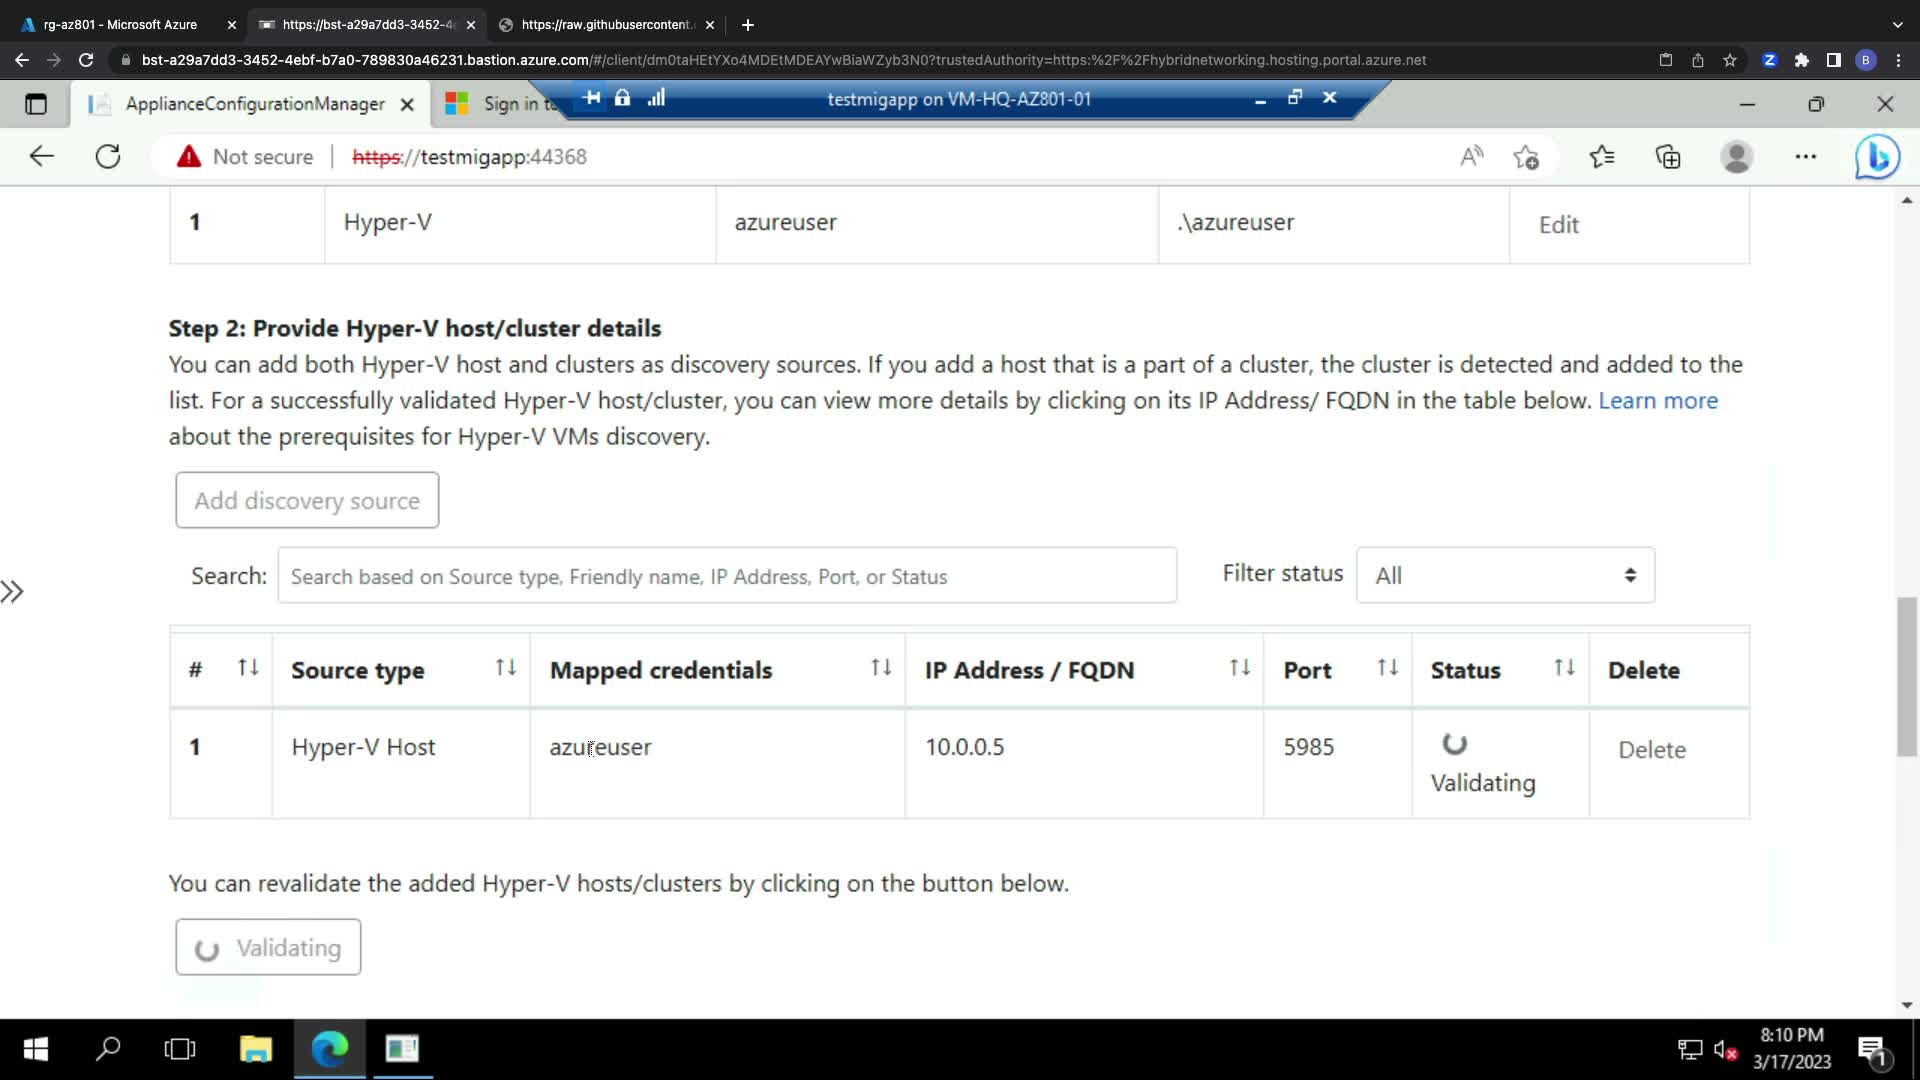 rg-az801 - Microsoft Azure
https://bst-a29a7dd3-3452-4e
https://raw.githubusercontent.
bst-a29a7dd3-3452-4ebf-b7a0-789830a46231.bastion.azure.com/#/client/dm0taHEtYXo4MDEtMDEAYwBiaWZyb3N0?trustedAuthority=https:%2F%2Fhybridnetworking.hosting.portal.azure.net
Z
B
ApplianceConfigurationManager
Sign in to
testmigapp on VM-HQ-AZ801-01
Not secure
https://testmigapp:44368
1
Hyper-V
azureuser
.\azureuser
Edit
Step 2: Provide Hyper-V host/cluster details
You can add both Hyper-V host and clusters as discovery sources. If you add a host that is a part of a cluster, the cluster is detected and added to the
list. For a successfully validated Hyper-V host/cluster, you can view more details by clicking on its IP Address/ FQDN in the table below. Learn more
about the prerequisites for Hyper-V VMs discovery.
Add discovery source
Search:
Search based on Source type, Friendly name, IP Address, Port, or Status
Filter status
All
#
Source type
Mapped credentials
IP Address / FQDN
Port
Status
Delete
1
Hyper-V Host
azureuser
10.0.0.5
5985
Validating
Delete
You can revalidate the added Hyper-V hosts/clusters by clicking on the button below.
Validating
8:10 PM
3/17/2023
1